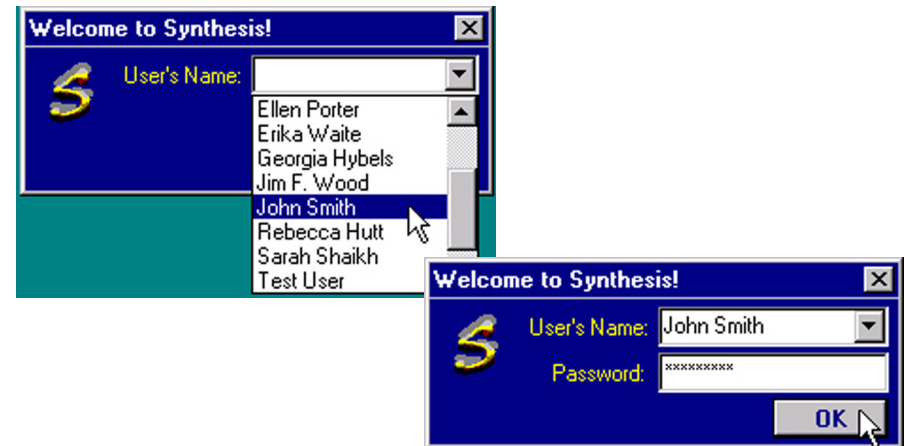 Welcome to Synthesis!
User's Name:
Ellen Porter
Erika Waite
Georgia Hybels
Jim F. Wood
John Smith
Rebecca Hutt
Sarah Shaikh
Test User
S
Welcome to Synthesis!
User's Name: John Smith
Password: *********
OK
S